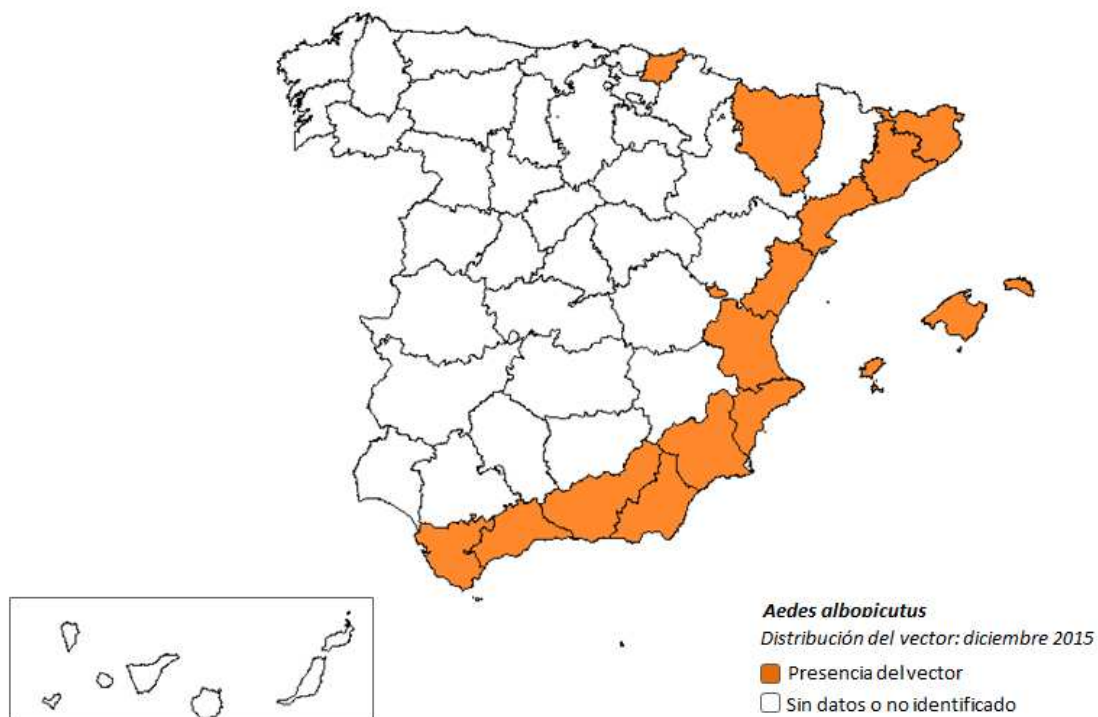 Aedes albopicutus
Distribución del vector: diciembre 2015
Presencia del vector
Sin datos o no identificado